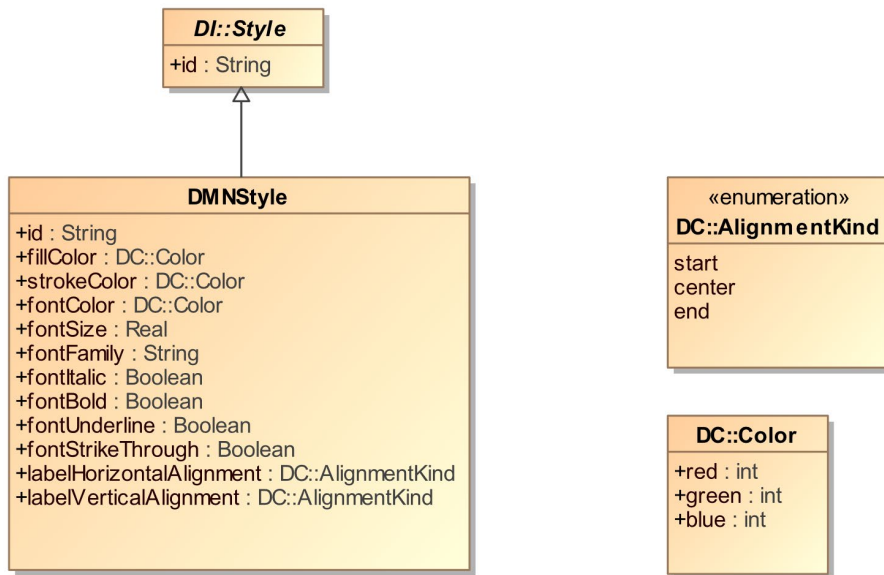 DI::Style
+id : String
DMNStyle
+id : String
+fillColor : DC::Color
+strokeColor : DC::Color
+fontColor : DC::Color
+fontSize : Real
+fontFamily : String
+fontItalic : Boolean
+fontBold : Boolean
+fontUnderline : Boolean
+fontStrikeThrough : Boolean
+labelHorizontalAlignment : DC::AlignmentKind
+labelVerticalAlignment : DC::AlignmentKind
«enumeration»
DC::AlignmentKind
start
center
end
DC::Color
+red : int
+green : int
+blue : int